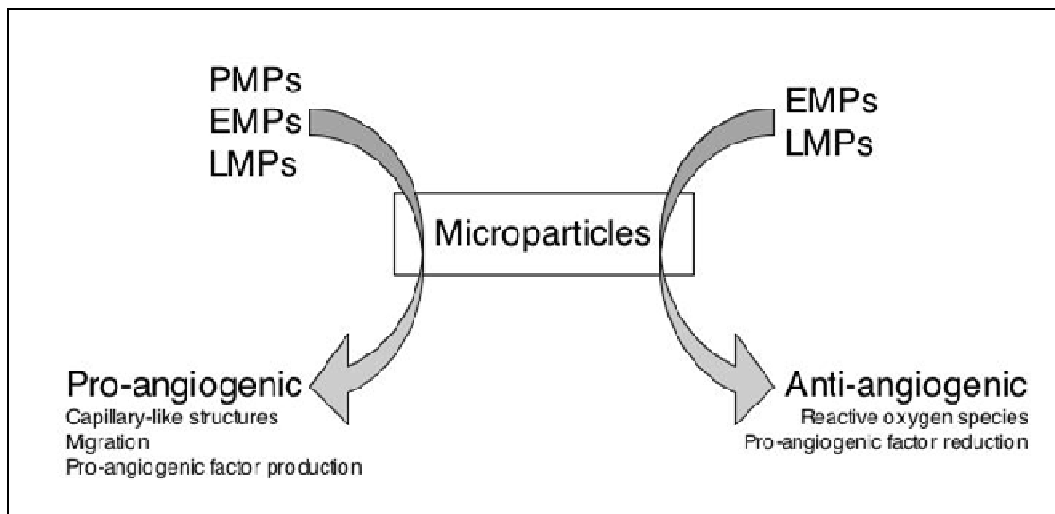 PMPs
EMPs
LMPs
EMPs
LMPs
Microparticles
Pro-angiogenic
Capillary-like structures
Migration
Pro-angiogenic factor production
Anti-angiogenic
Reactive oxygen species
Pro-angiogenic factor reduction